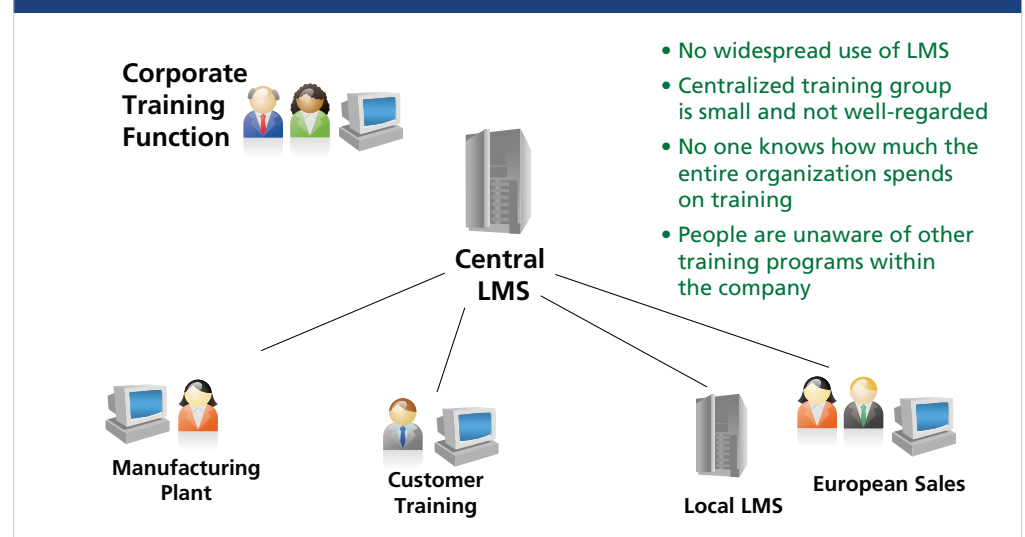 Corporate
Training
Function
• No widespread use of LMS
• Centralized training group
is small and not well-regarded
• No one knows how much the
entire organization spends
on training
• People are unaware of other
training programs within
the company
Central
LMS
Manufacturing
Plant
Customer
Training
Local LMS
European Sales